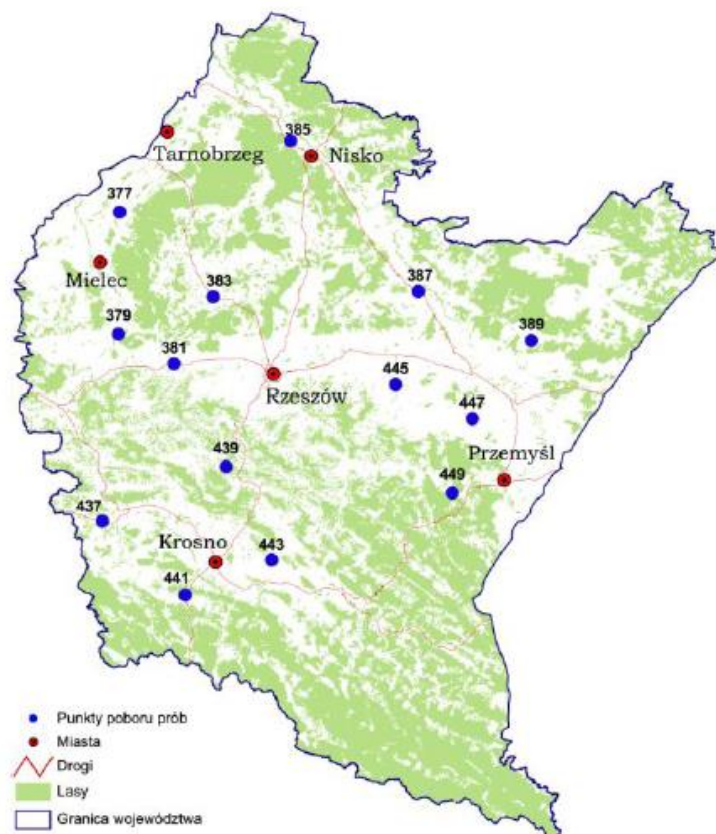 385
Tarnobrzeg
Nisko
377
Mielec
383
387
379
389
381
445
Rzeszów
447
439
Przemyśl
449
437
Krosno
443
441
Punkty poboru prób
Miasta
Drogi
Lasy
Granica województwa